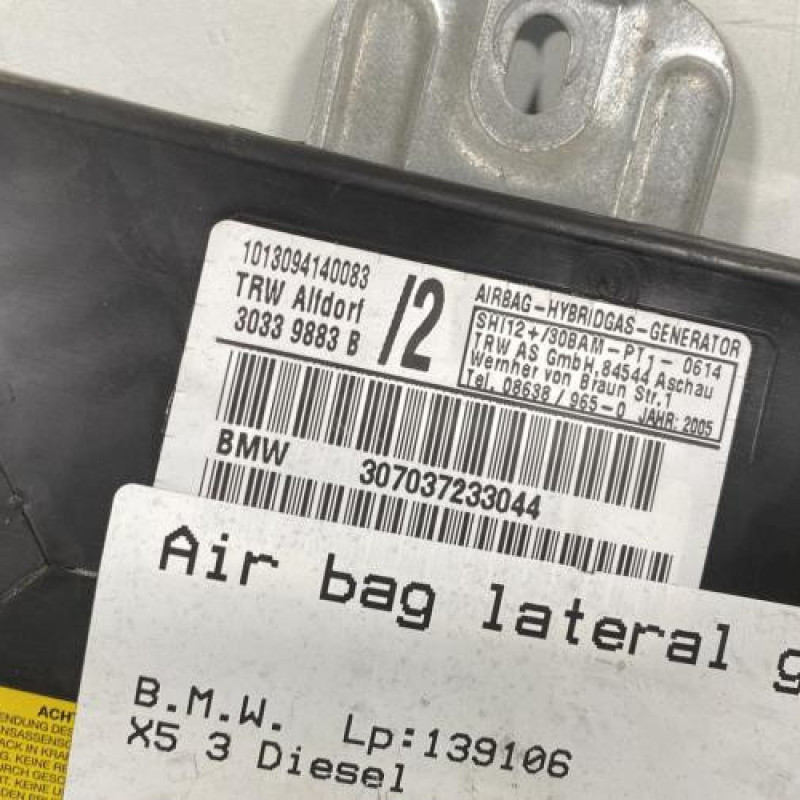 1013094140083
TRW Alfdorf
3033 9883 B
/2
AIRBAG-HYBRIDGAS-GENERATOR
SHI12+/30BAM-PT1- 0614
TRW AS GmbH, 84544 Aschau
Wernher von Braun Str.1
Tel. 08638/965-0 JAHR: 2005
BMW 307037233044
Air bag lateral g
B.M.W. Lp:139106
X5 3 Diesel
ACHT